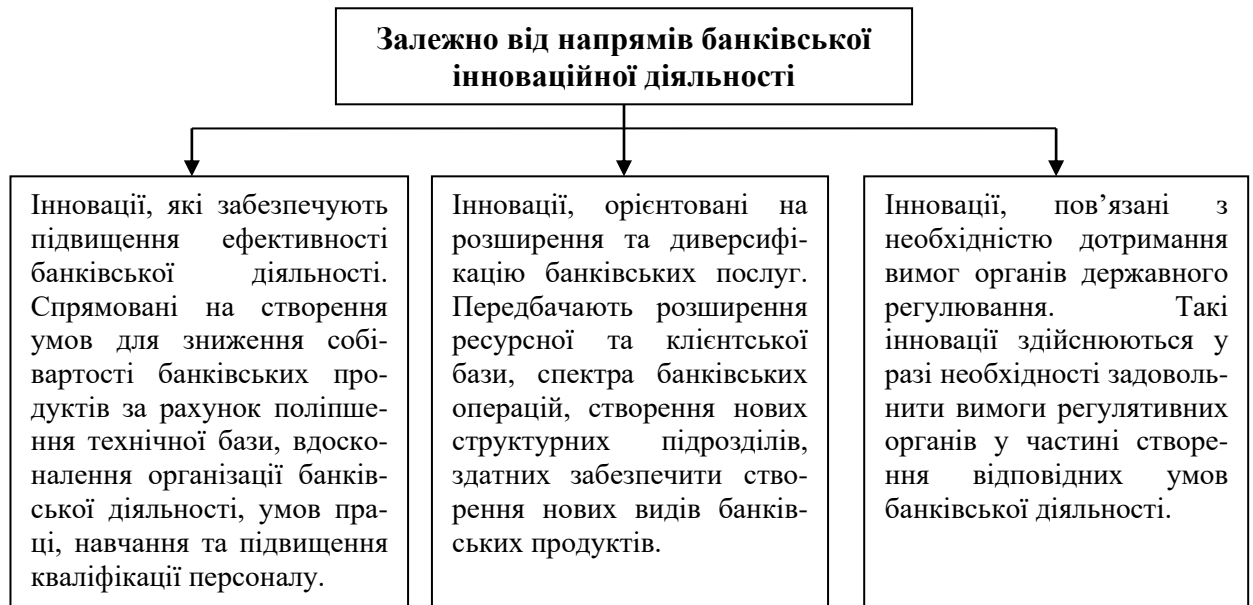 Залежно від напрямів банківської
інноваційної діяльності
Інновації, які забезпечують
підвищення ефективності
банківської діяльності.
Спрямовані на створення
умов для зниження собі-
вартості банківських про-
дуктів за рахунок поліпше-
ння технічної бази, вдоско-
налення організації банків-
ської діяльності, умов пра-
ці, навчання та підвищення
кваліфікації персоналу.
Інновації, орієнтовані на
розширення та диверсифі-
кацію банківських послуг.
Передбачають розширення
ресурсної та клієнтської
бази, спектра банківських
операцій, створення нових
структурних підрозділів,
здатних забезпечити ство-
рення нових видів банків-
ських продуктів.
Інновації, пов’язані з
необхідністю дотримання
вимог органів державного
регулювання. Такі
інновації здійснюються у
разі необхідності задоволь-
нити вимоги регулятивних
органів у частині створе-
ння відповідних умов
банківської діяльності.